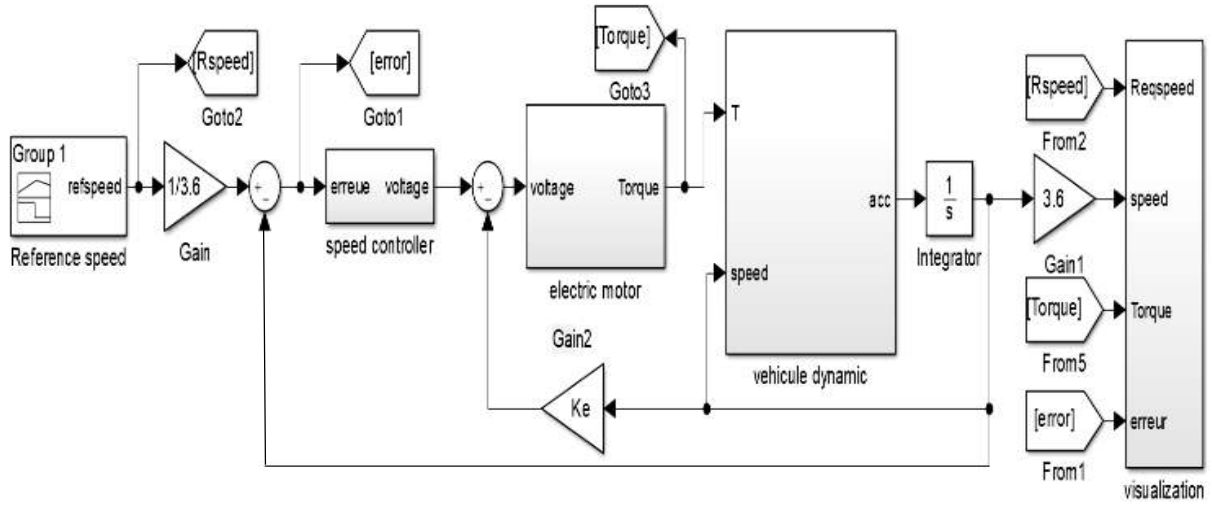 [Rspeed]
Goto2
[error]
Goto1
[Torque]
Goto3
Group 1
refspeed
Reference speed
1/3.6
Gain
+
−
erreue voltage
speed controller
+
−
voltage Torque
electric motor
T
acc
speed
vehicule dynamic
Ke
Gain2
1
s
Integrator
3.6
Gain1
[Rspeed]
From2
[Torque]
From5
[error]
From1
Reqspeed
speed
Torque
erreur
visualization